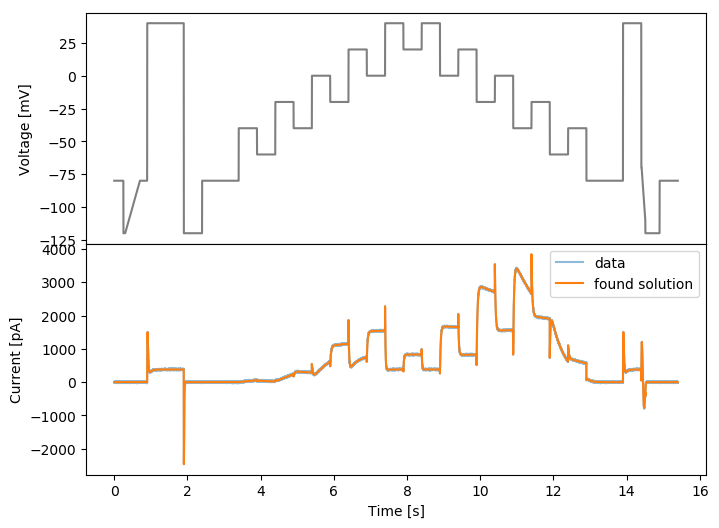 25
0
−25
−50
−75
−100
−125
Voltage [mV]
4000
3000
2000
1000
0
−1000
−2000
Current [pA]
data
found solution
0 2 4 6 8 10 12 14 16
Time [s]